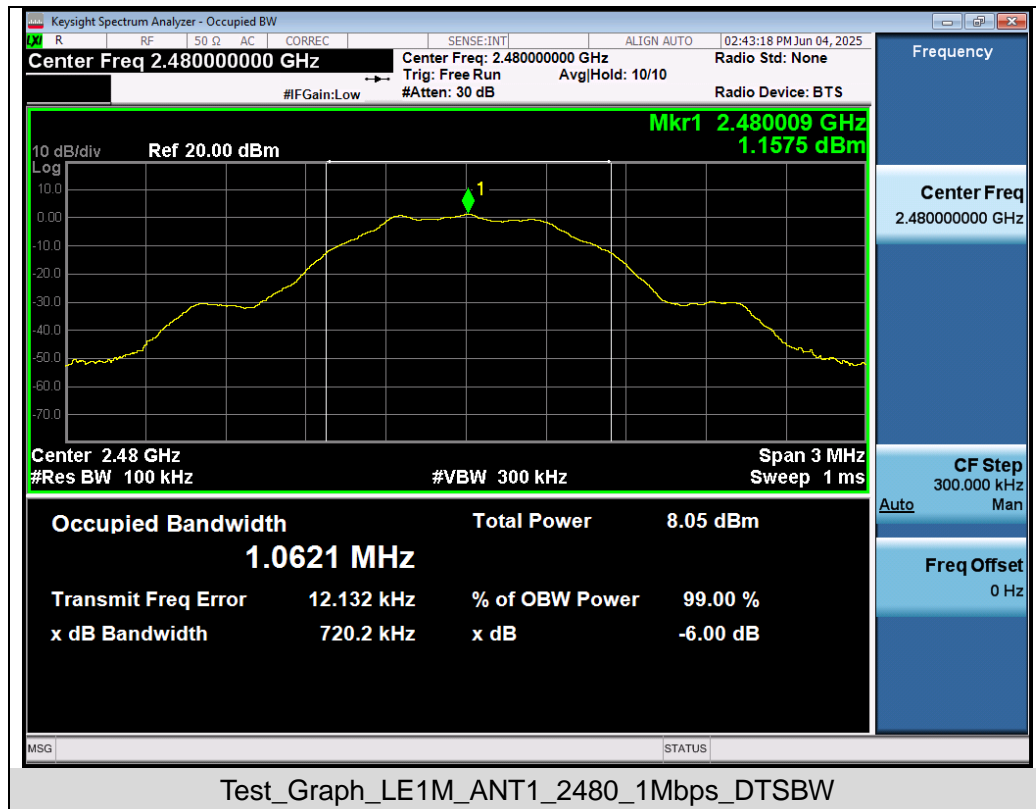 Keysight Spectrum Analyzer - Occupied BW
LXI R RF 50 Ω AC CORREC SENSE:INT ALIGN AUTO 02:43:18 PM Jun 04, 2025
Center Freq 2.480000000 GHz
#IFGain:Low
Center Freq: 2.480000000 GHz
Trig: Free Run Avg|Hold: 10/10
#Atten: 30 dB
Radio Std: None
Radio Device: BTS
Mkr1 2.480009 GHz
1.1575 dBm
10 dB/div Ref 20.00 dBm
Log
10.0
0.00
-10.0
-20.0
-30.0
-40.0
-50.0
-60.0
-70.0
1
Center 2.48 GHz Span 3 MHz
#Res BW 100 kHz #VBW 300 kHz Sweep 1 ms
Occupied Bandwidth Total Power 8.05 dBm
1.0621 MHz
Transmit Freq Error 12.132 kHz % of OBW Power 99.00 %
x dB Bandwidth 720.2 kHz x dB -6.00 dB
Frequency
Center Freq
2.480000000 GHz
CF Step
300.000 kHz
Auto Man
Freq Offset
0 Hz
MSG STATUS
Test_Graph_LE1M_ANT1_2480_1Mbps_DTSBW